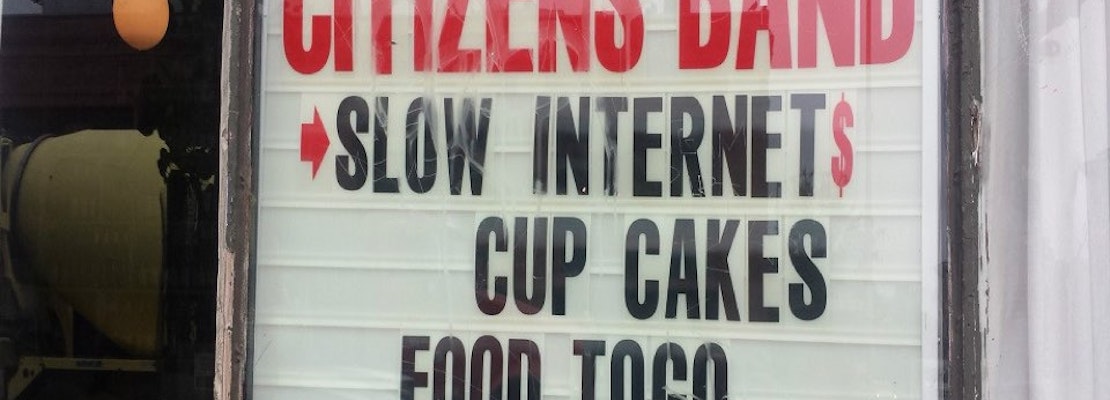 CITIZENS BAND
SLOW INTERNET$
CUP CAKES
FOOD TOGO